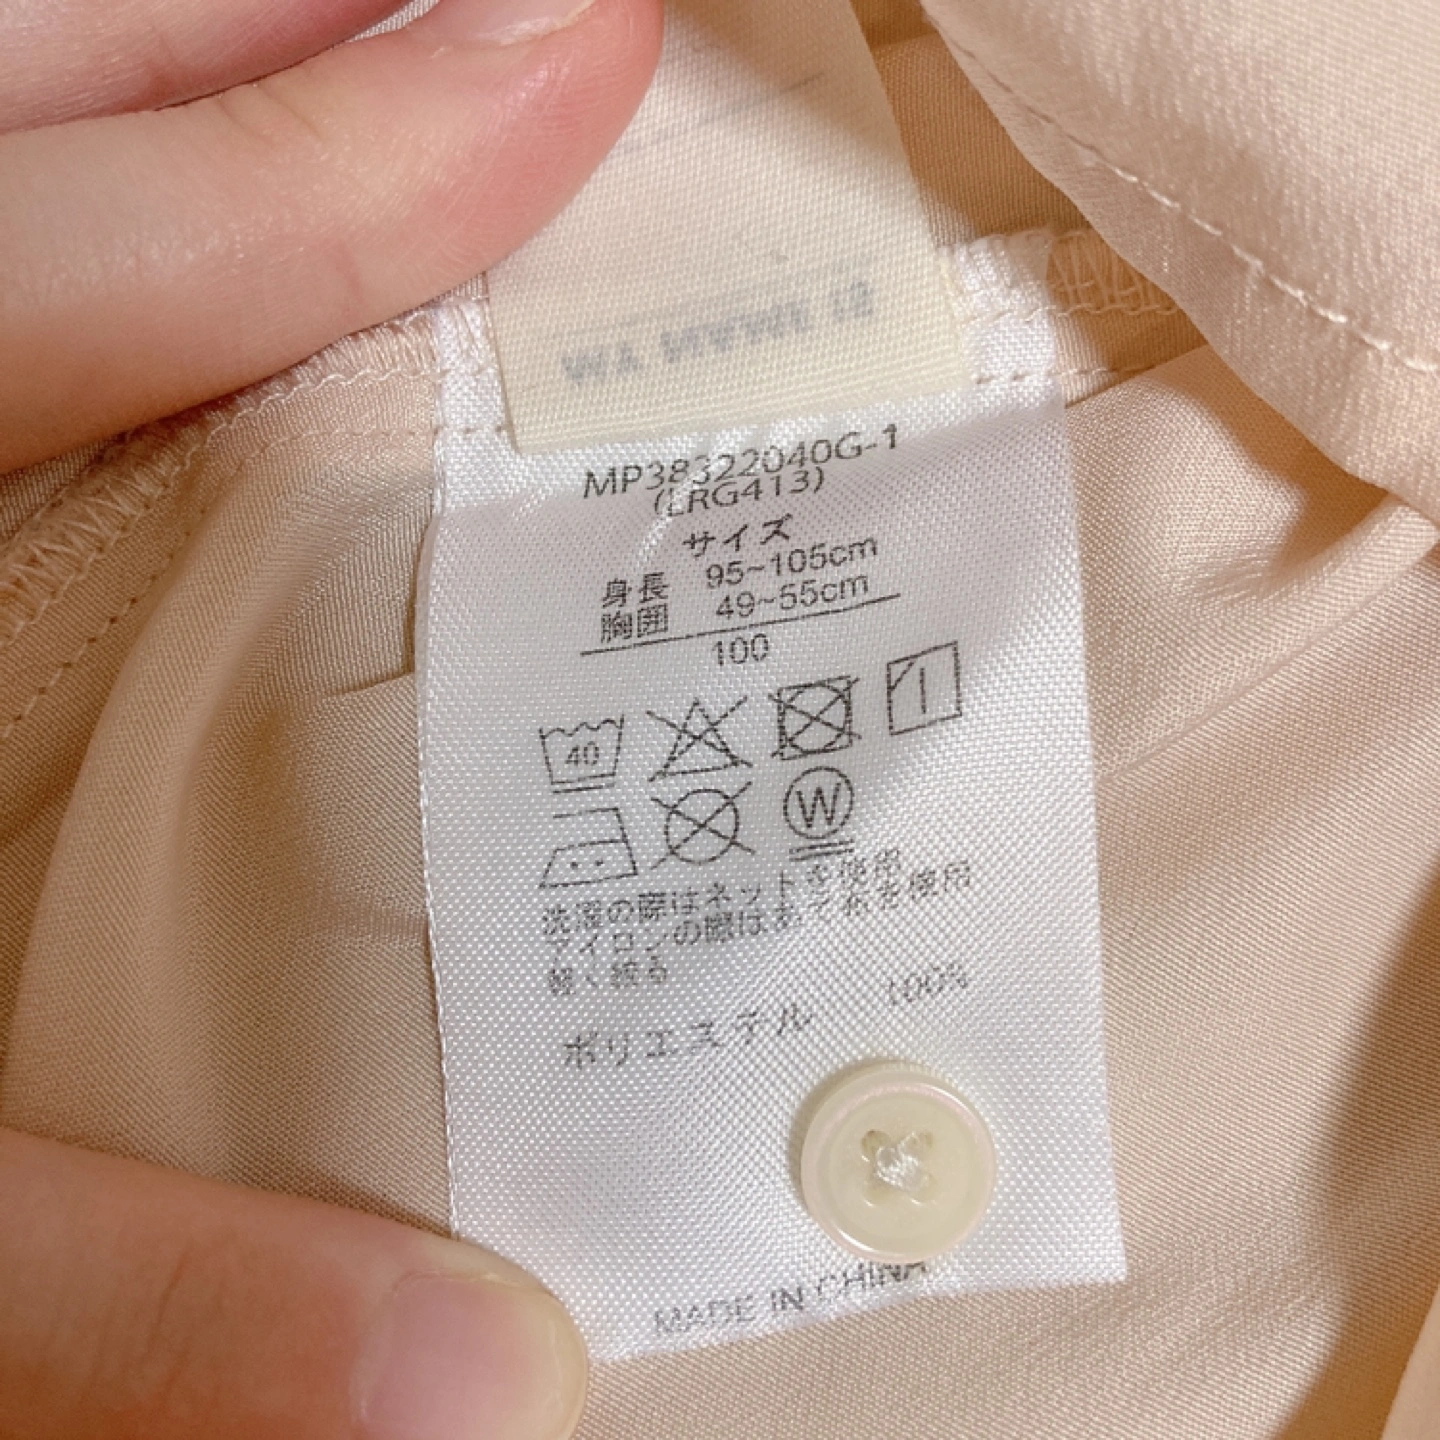 MP38322040G-1
(LRG413)
サイズ
身長 95~105cm
胸囲 49~55cm
100
40
W
洗濯の際はネットを使用
アイロンの際はあて布を使用
軽く絞る
ポリエステル 100%
MADE IN CHINA